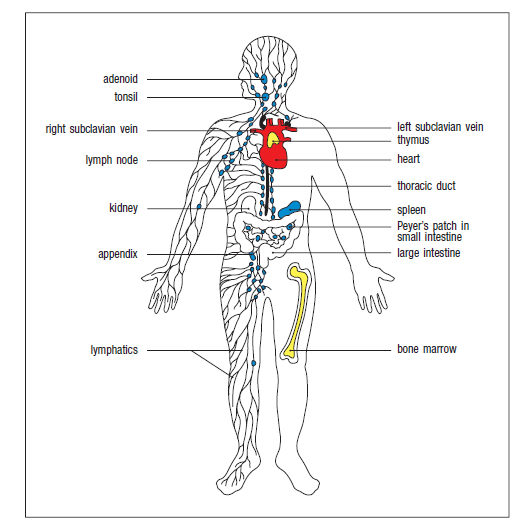 adenoid
tonsil
right subclavian vein
lymph node
kidney
appendix
lymphatics
left subclavian vein
thymus
heart
thoracic duct
spleen
Peyer's patch in
small intestine
large intestine
bone marrow